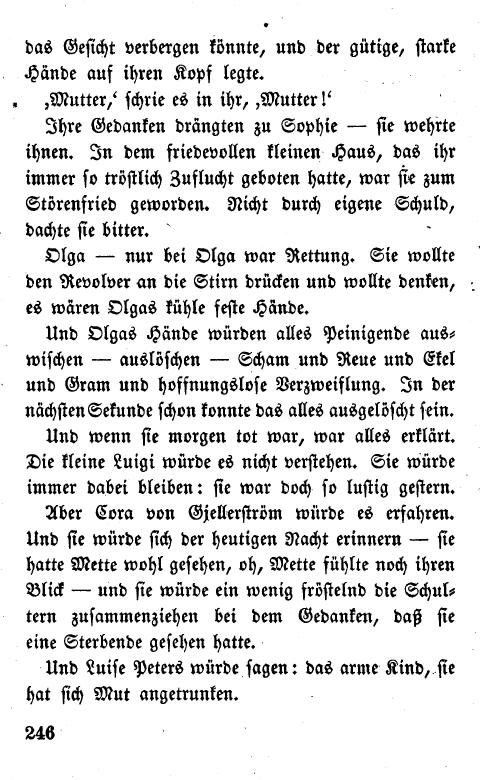 das Gesicht verbergen könnte, und der gütige, starke
Hände auf ihren Kopf legte.
‚Mutter,‘ schrie es in ihr, ‚Mutter!‘
Ihre Gedanken drängten zu Sophie — sie wehrte
ihnen. In dem friedevollen kleinen Haus, das ihr
immer so tröstlich Zuflucht geboten hatte, war sie zum
Störenfried geworden. Nicht durch eigene Schuld,
dachte sie bitter.
Olga — nur bei Olga war Rettung. Sie wollte
den Revolver an die Stirn drücken und wollte denken,
es wären Olgas kühle feste Hände.
Und Olgas Hände würden alles Peinigende aus-
wischen — auslöschen — Scham und Reue und Ekel
und Gram und hoffnungslose Verzweiflung. In der
nächsten Sekunde schon konnte das alles ausgelöscht sein.
Und wenn sie morgen tot war, war alles erklärt.
Die kleine Luigi würde es nicht verstehen. Sie würde
immer dabei bleiben: sie war doch so lustig gestern.
Aber Cora von Gjellerström würde es erfahren.
Und sie würde sich der heutigen Nacht erinnern — sie
hatte Mette wohl gesehen, oh, Mette fühlte noch ihren
Blick — und sie würde ein wenig fröstelnd die Schul-
tern zusammenziehen bei dem Gedanken, daß sie
eine Sterbende gesehen hatte.
Und Luise Peters würde sagen: das arme Kind, sie
hat sich Mut angetrunken.
246